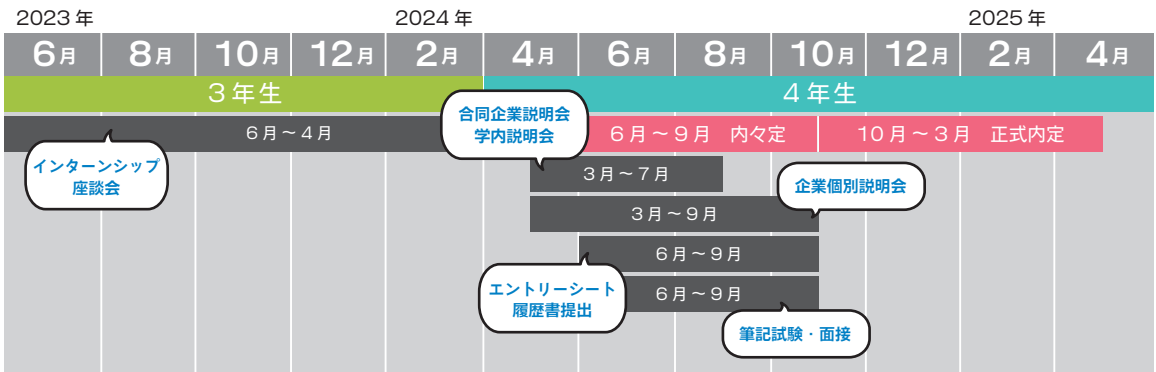 2023年 2024年 2025年
6月 8月 10月 12月 2月 4月 6月 8月 10月 12月 2月 4月
3年生 4年生
6月～4月
インターンシップ
座談会
合同企業説明会
学内説明会
6月～9月 内々定
10月～3月 正式内定
3月～7月
企業個別説明会
3月～9月
6月～9月
エントリーシート
履歴書提出
6月～9月
筆記試験・面接